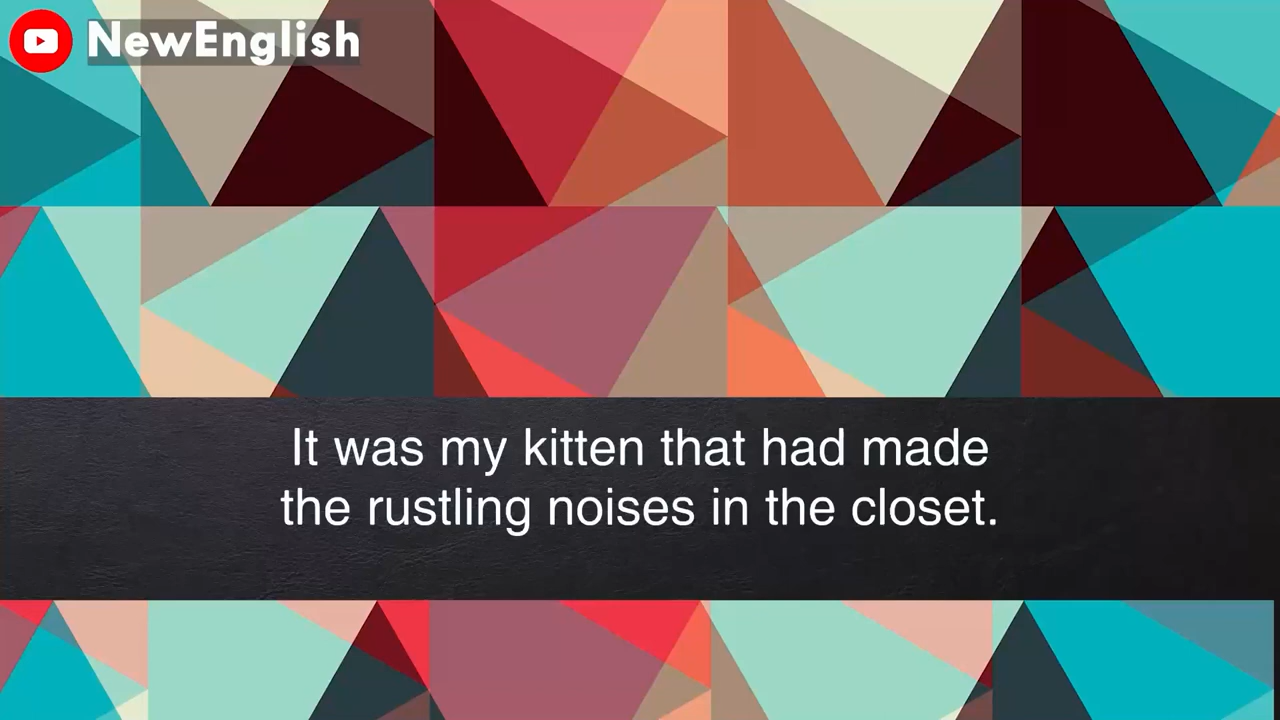 NewEnglish
It was my kitten that had made
the rustling noises in the closet.